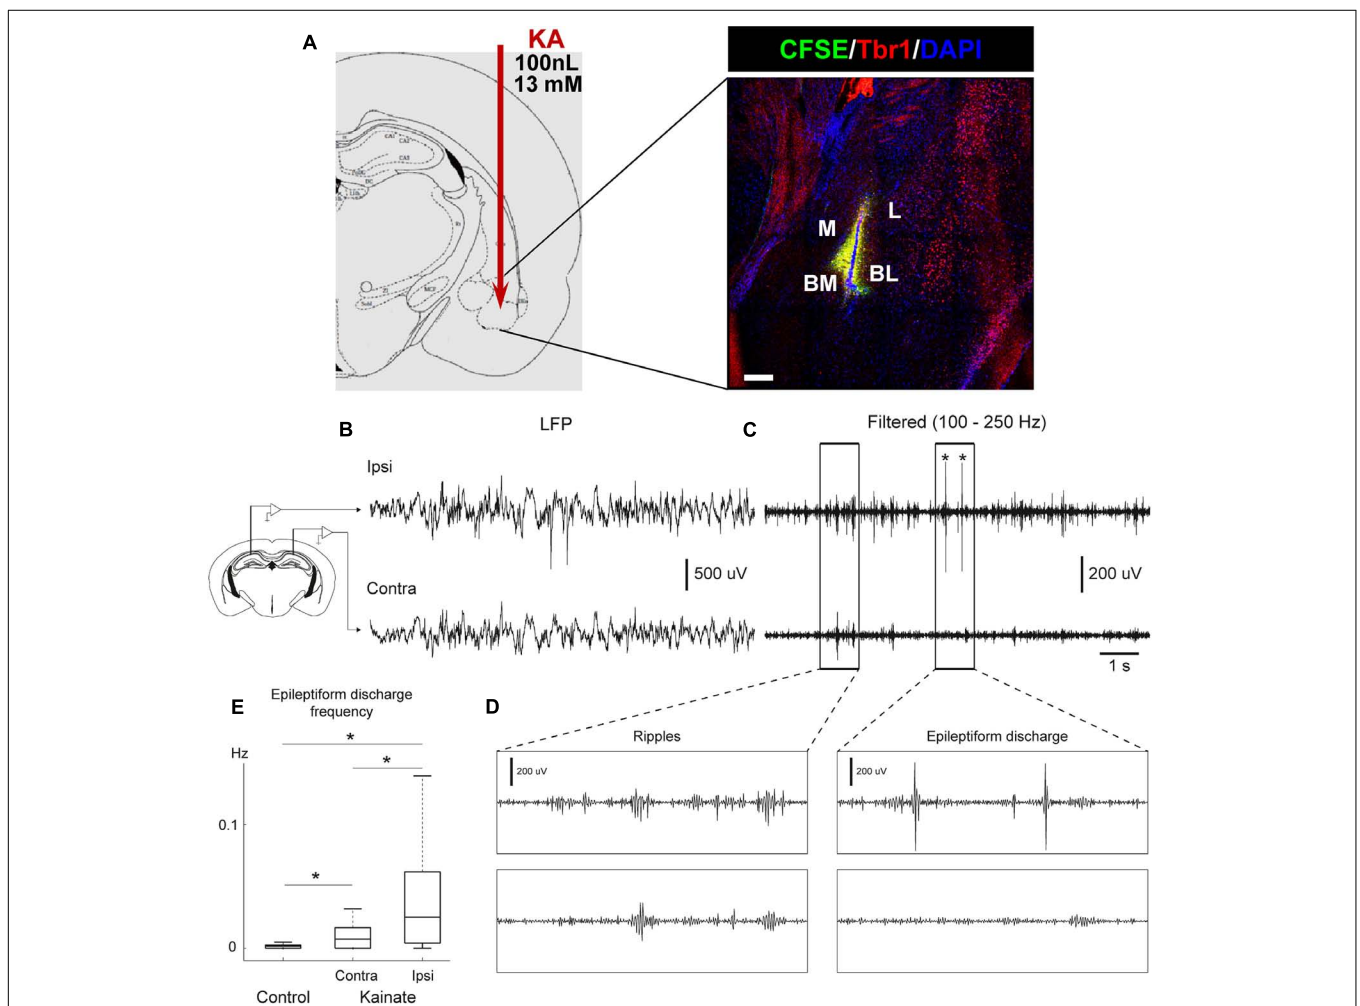 A
KA
100nL
13 mM
CFSE/Tbr1/DAPI
M
L
BM
BL
B
LFP
C
Filtered (100 - 250 Hz)
Ipsi
* *
500 uV
200 uV
Contra
1 s
E
Epileptiform discharge
frequency
Hz
*
*
0.1
*
0
Contra
Ipsi
Control
Kainate
D
Ripples
Epileptiform discharge
200 uV
200 uV